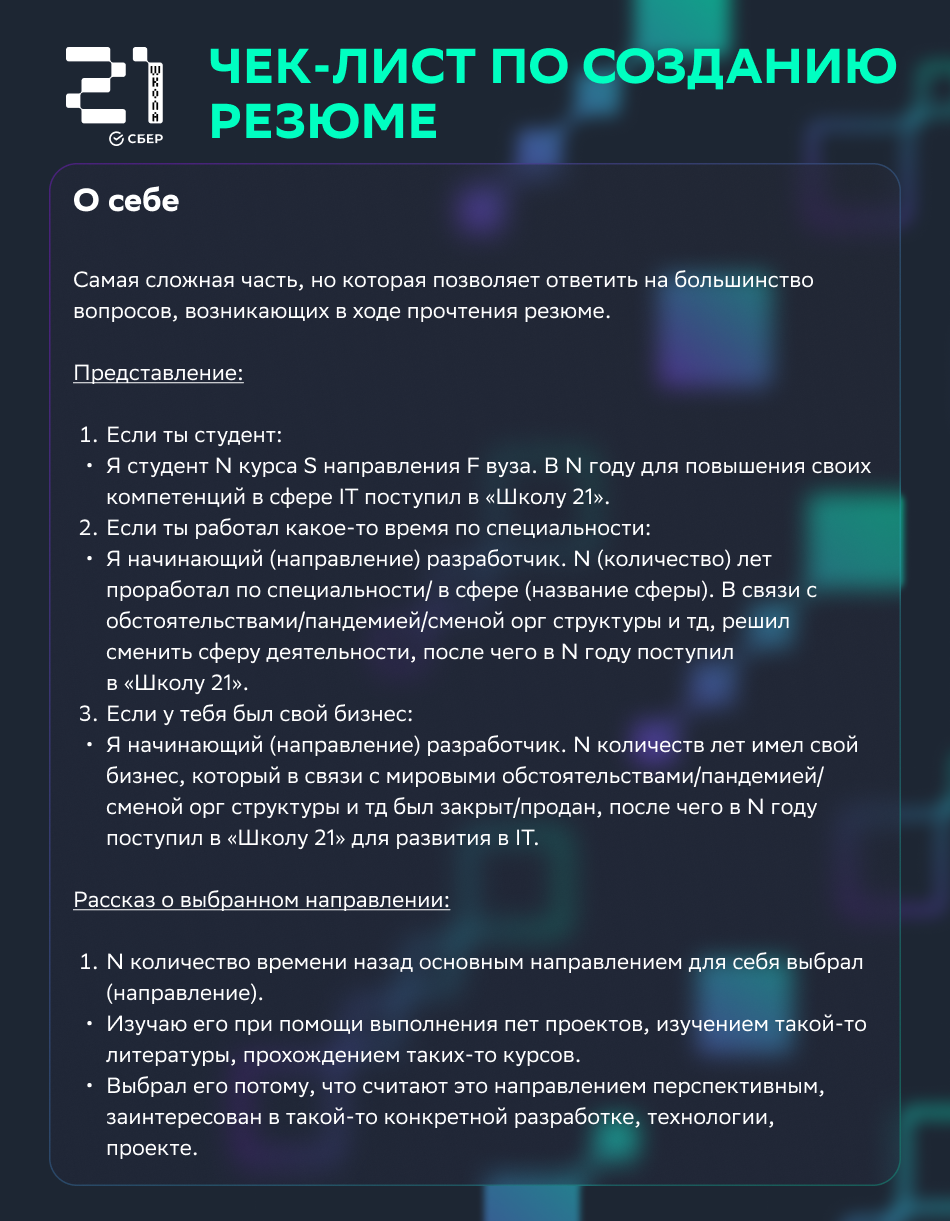 21
ШКОЛА
СБЕР
ЧЕК-ЛИСТ ПО СОЗДАНИЮ
РЕЗЮМЕ
О себе
Самая сложная часть, но которая позволяет ответить на большинство
вопросов, возникающих в ходе прочтения резюме.
Представление:
1. Если ты студент:
• Я студент N курса S направления F вуза. В N году для повышения своих
компетенций в сфере IT поступил в «Школу 21».
2. Если ты работал какое-то время по специальности:
• Я начинающий (направление) разработчик. N (количество) лет
проработал по специальности/ в сфере (название сферы). В связи с
обстоятельствами/пандемией/сменой орг структуры и тд, решил
сменить сферу деятельности, после чего в N году поступил
в «Школу 21».
3. Если у тебя был свой бизнес:
• Я начинающий (направление) разработчик. N количеств лет имел свой
бизнес, который в связи с мировыми обстоятельствами/пандемией/
сменой орг структуры и тд был закрыт/продан, после чего в N году
поступил в «Школу 21» для развития в IT.
Рассказ о выбранном направлении:
1. N количество времени назад основным направлением для себя выбрал
(направление).
• Изучаю его при помощи выполнения пет проектов, изучением такой-то
литературы, прохождением таких-то курсов.
• Выбрал его потому, что считают это направлением перспективным,
заинтересован в такой-то конкретной разработке, технологии,
проекте.